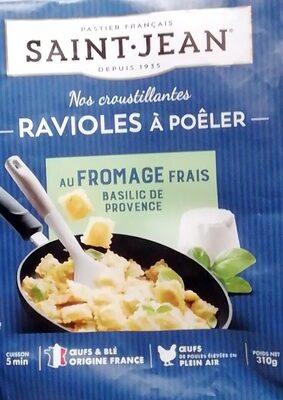 PASTIER FRANÇAIS
SAINT·JEAN®
DEPUIS 1935
Nos croustillantes
RAVIOLES À POÊLER
AU FROMAGE FRAIS
BASILIC DE
PROVENCE
CUISSON
5 min
ŒUFS & BLÉ
ORIGINE FRANCE
ŒUFS
DE POULES ÉLEVÉES EN
PLEIN AIR
POIDS NET
310g